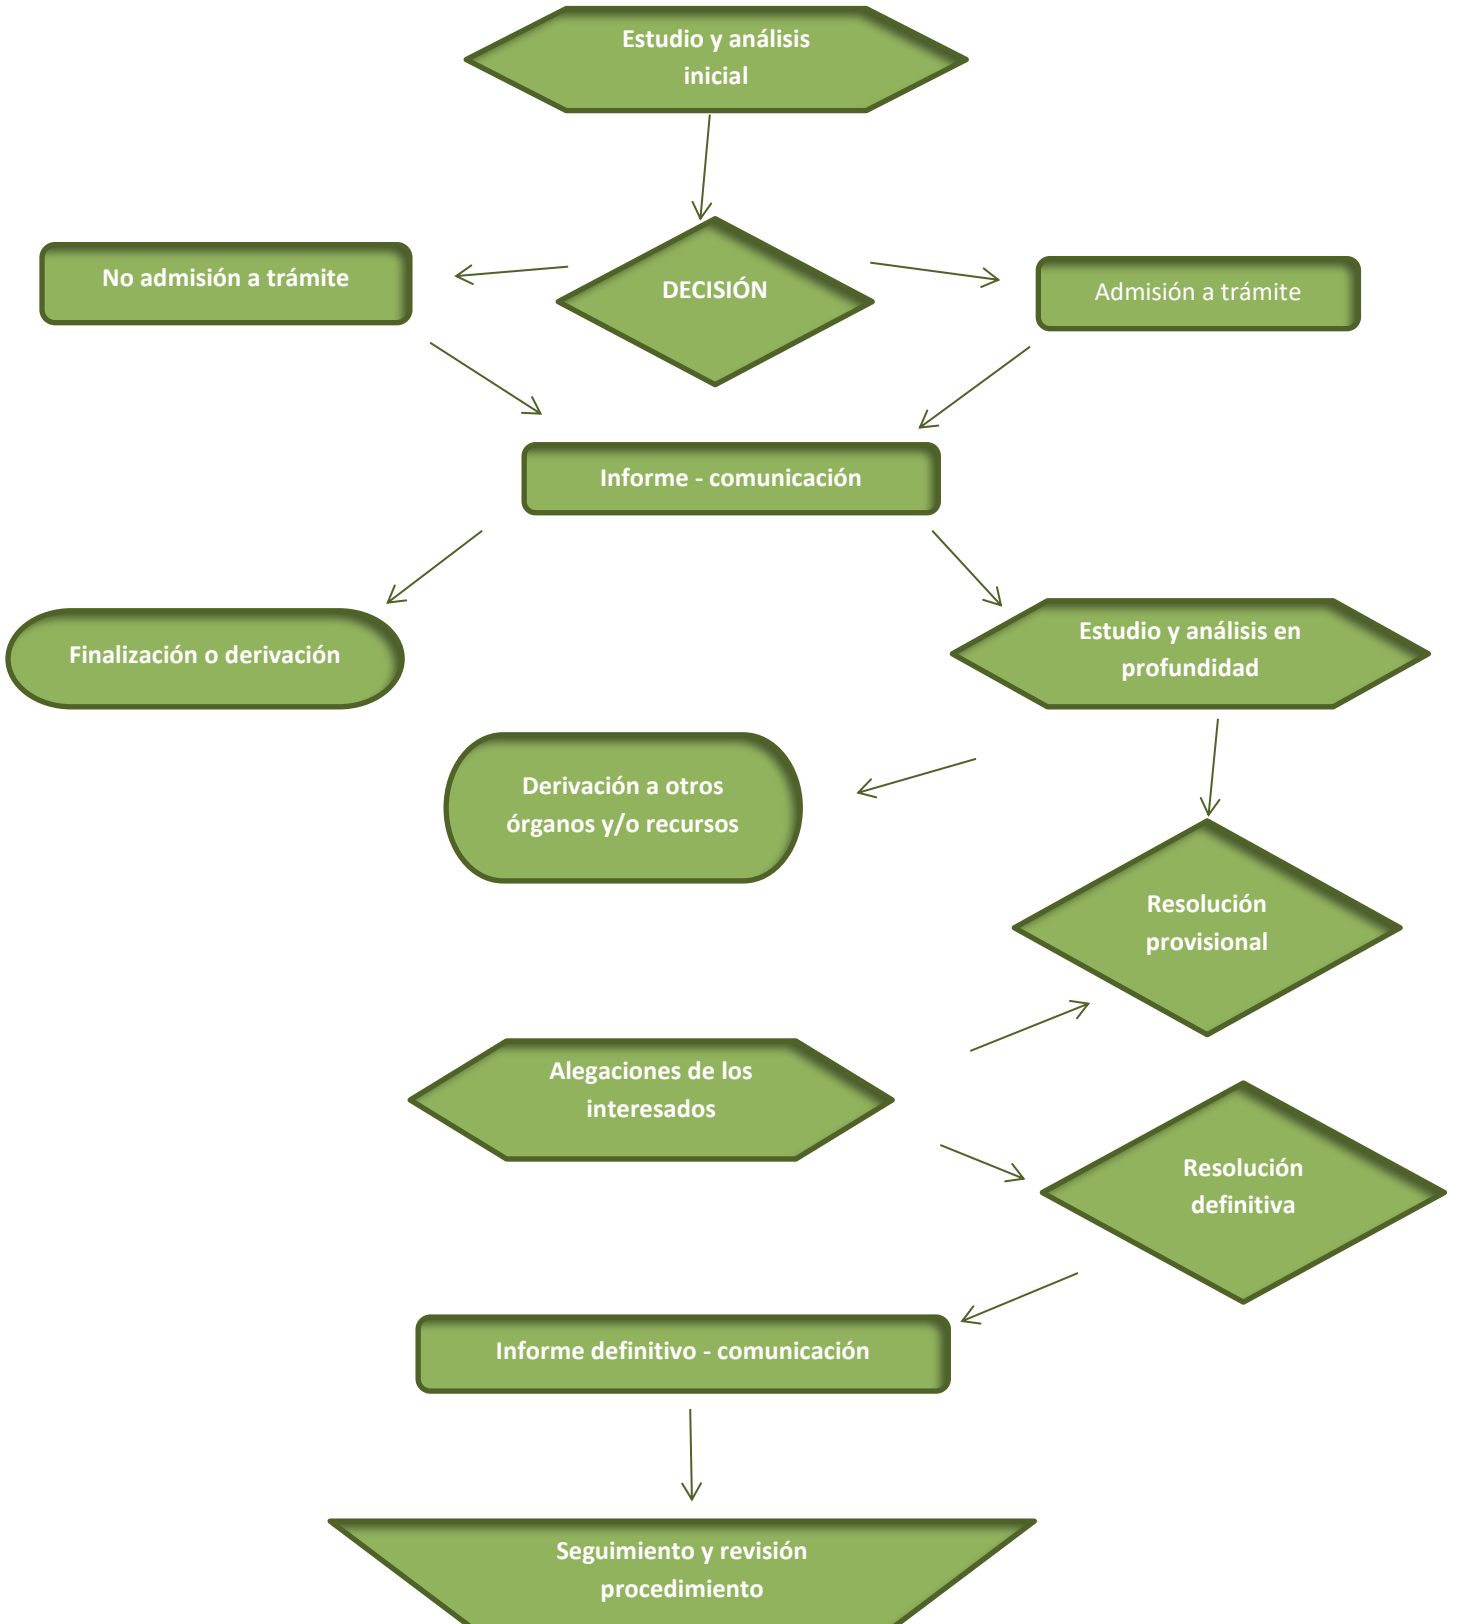 Estudio y análisis
inicial
No admisión a trámite
DECISIÓN
Admisión a trámite
Informe - comunicación
Finalización o derivación
Estudio y análisis en
profundidad
Derivación a otros
órganos y/o recursos
Resolución
provisional
Alegaciones de los
interesados
Resolución
definitiva
Informe definitivo - comunicación
Seguimiento y revisión
procedimiento